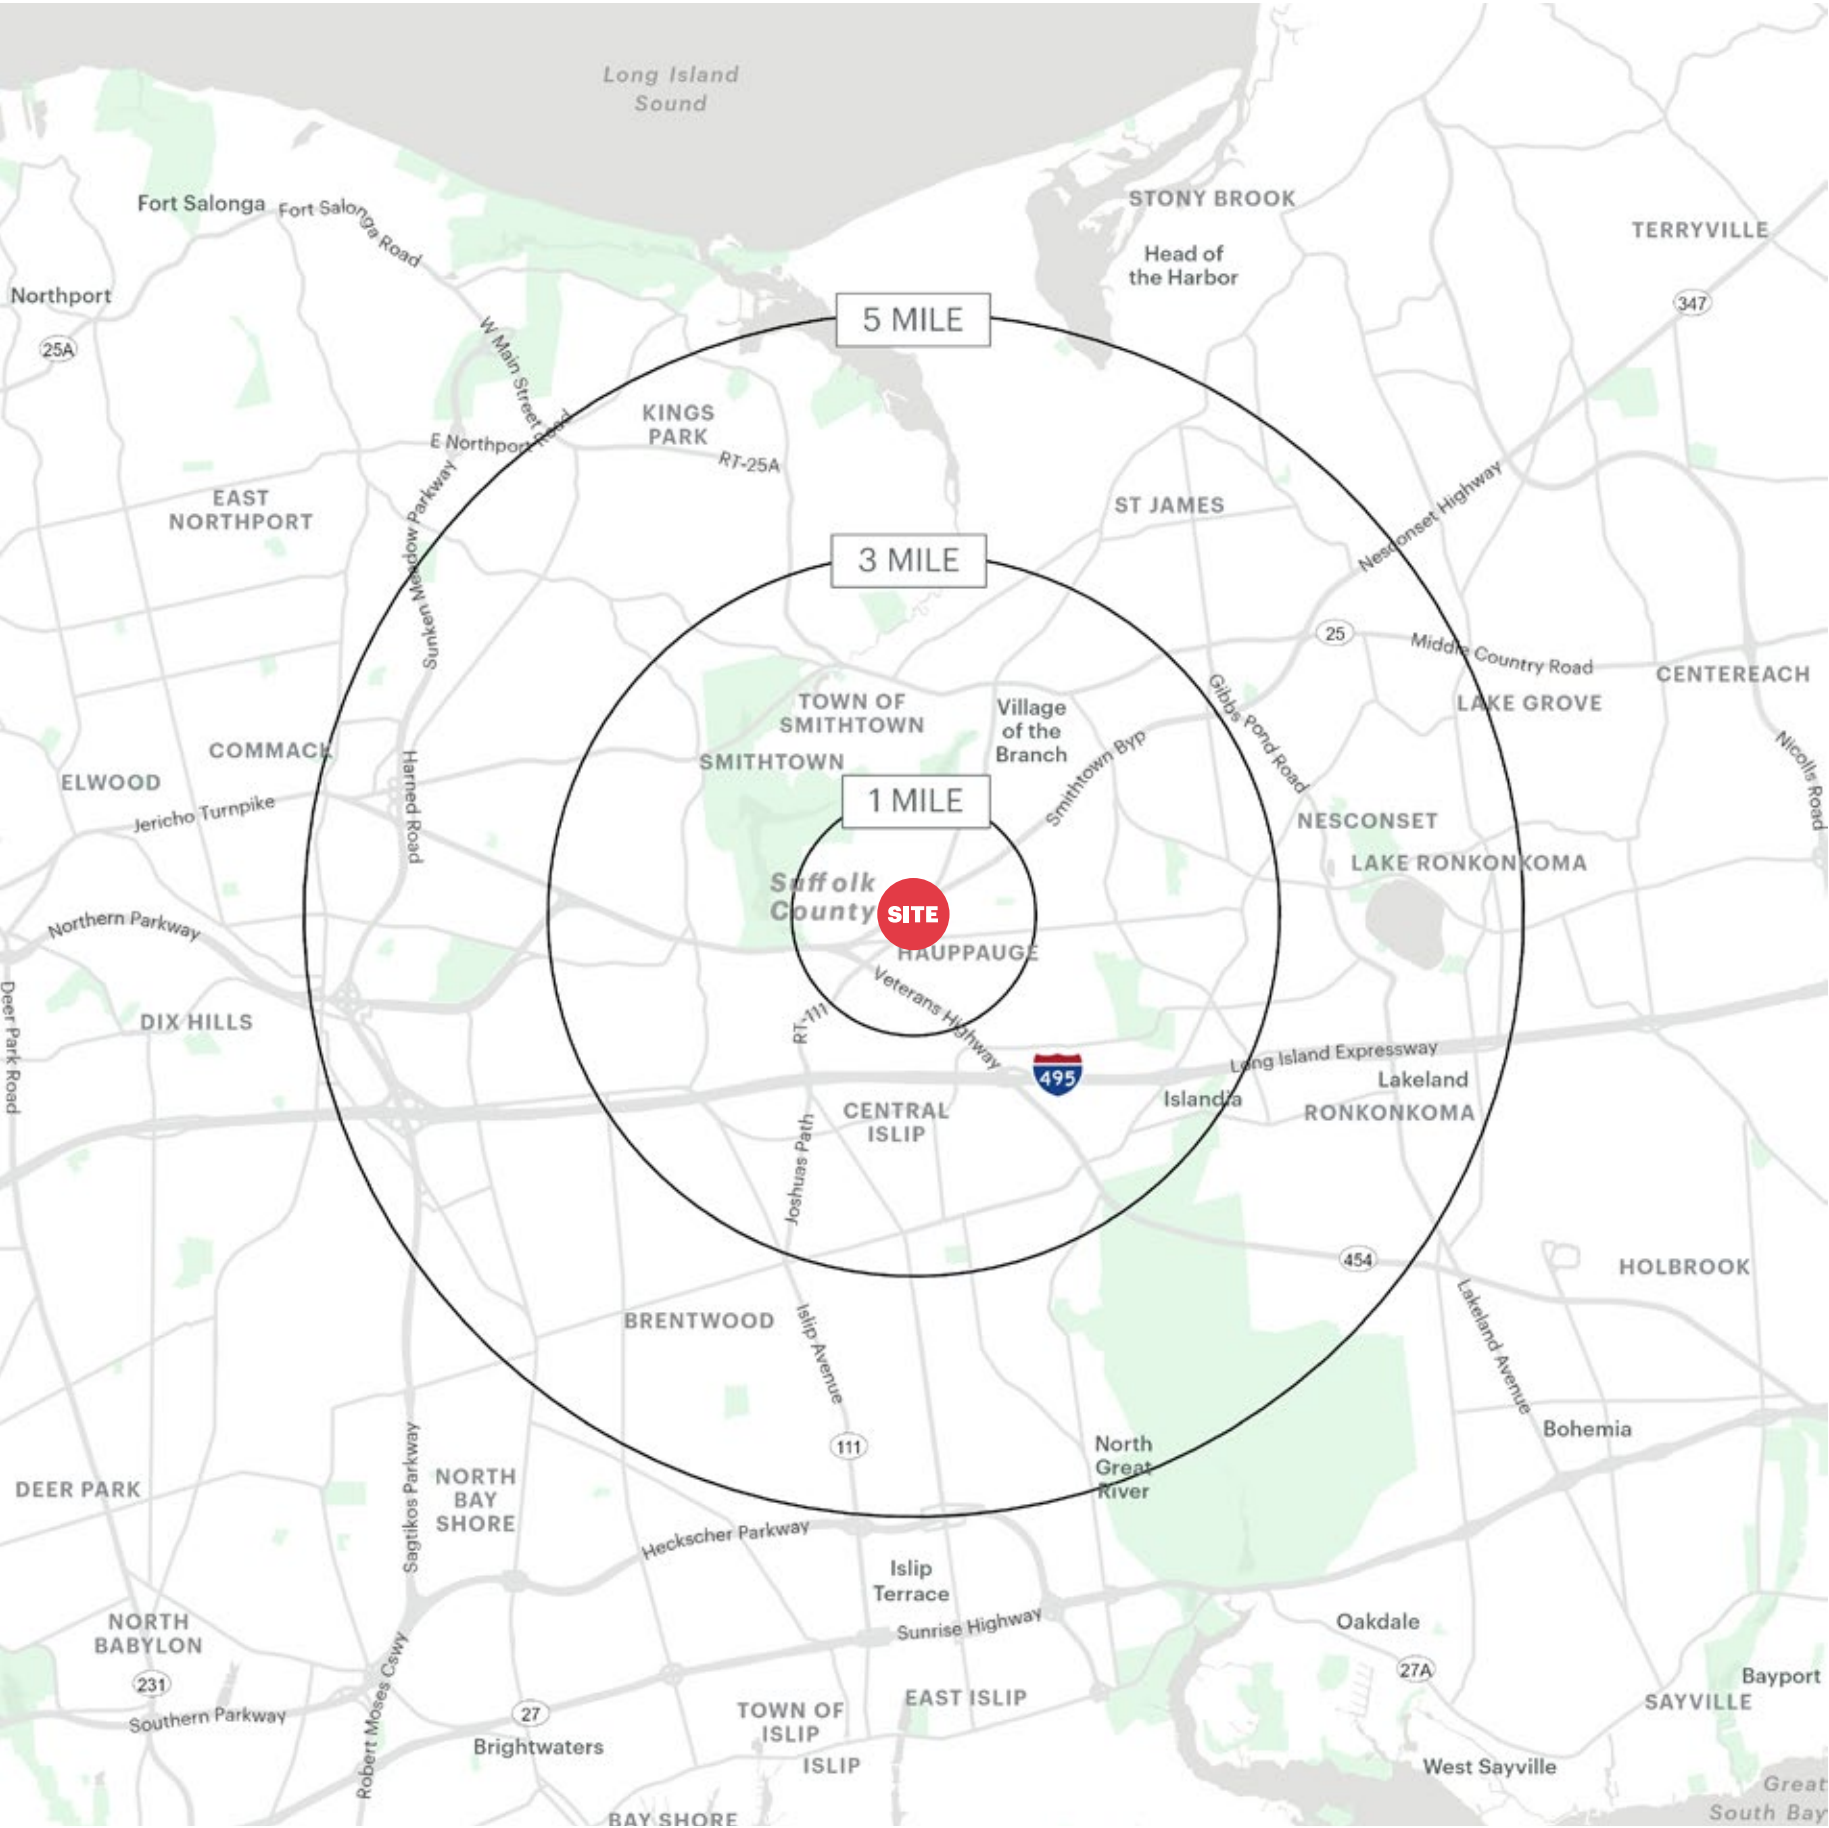 Long Island
Sound
STONY BROOK
Fort Salonga
Fort Salonga Road
TERRYVILLE
Head of
the Harbor
Northport
347
5 MILE
25A
W Main Street
KINGS
PARK
E Northport Road
RT-25A
EAST
NORTHPORT
ST JAMES
Nesconset Highway
Sunken Meadow Parkway
3 MILE
25
Middle Country Road
CENTEREACH
LAKE GROVE
TOWN OF
SMITHTOWN
Village
of the
Branch
Gibbs Pond Road
COMMACK
SMITHTOWN
Smithtown Byp
Nicolls Road
ELWOOD
Harned Road
1 MILE
Jericho Turnpike
NESCONSET
LAKE RONKONKOMA
Suffolk
County
SITE
Northern Parkway
HAUPPAUGE
Veterans Highway
Deer Park Road
DIX HILLS
RT-111
Long Island Expressway
495
Lakeland
Islandia
RONKONKOMA
CENTRAL
ISLIP
Joshuas Path
454
HOLBROOK
BRENTWOOD
Islip Avenue
Lakeland Avenue
Bohemia
111
North
Great
River
Sagtikos Parkway
DEER PARK
NORTH
BAY
SHORE
Heckscher Parkway
Islip
Terrace
Sunrise Highway
NORTH
BABYLON
Oakdale
231
27A
Bayport
Robert Moses Cswy
EAST ISLIP
SAYVILLE
Southern Parkway
27
TOWN OF
ISLIP
Brightwaters
ISLIP
West Sayville
Great
South Bay
BAY SHORE